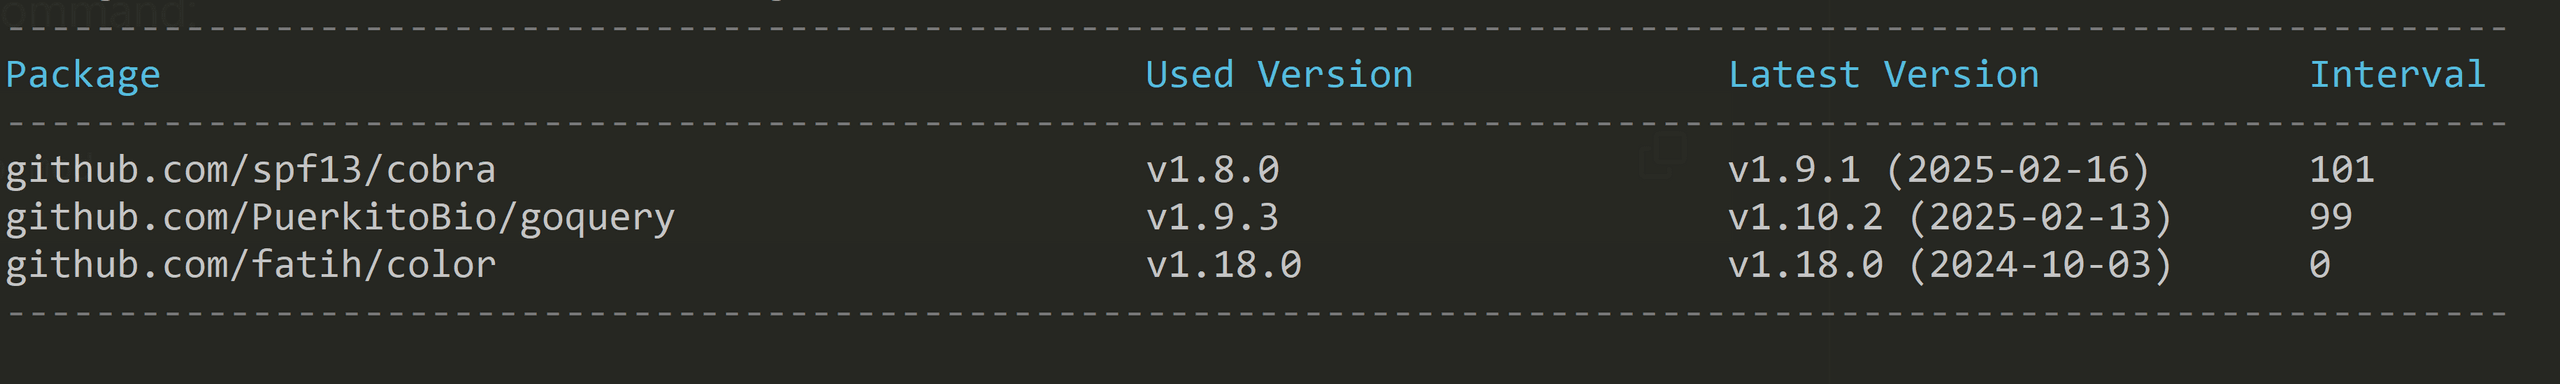 ommand:
----------------------------------------------------------------------------------------------------------------
Package Used Version Latest Version Interval
----------------------------------------------------------------------------------------------------------------
github.com/spf13/cobra v1.8.0 v1.9.1 (2025-02-16) 101
github.com/PuerkitoBio/goquery v1.9.3 v1.10.2 (2025-02-13) 99
github.com/fatih/color v1.18.0 v1.18.0 (2024-10-03) 0
----------------------------------------------------------------------------------------------------------------